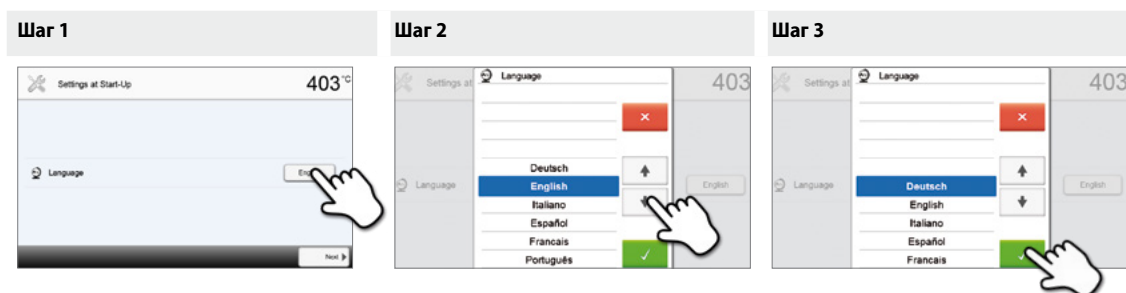 Шаг 1
Settings at Start-Up
403 °C
Language
Next
Шаг 2
Settings at
Language
403
Deutsch
English
Italiano
Español
Francais
Português
Language
English
Шаг 3
Settings at
Language
403
Deutsch
English
Italiano
Español
Francais
Language
English